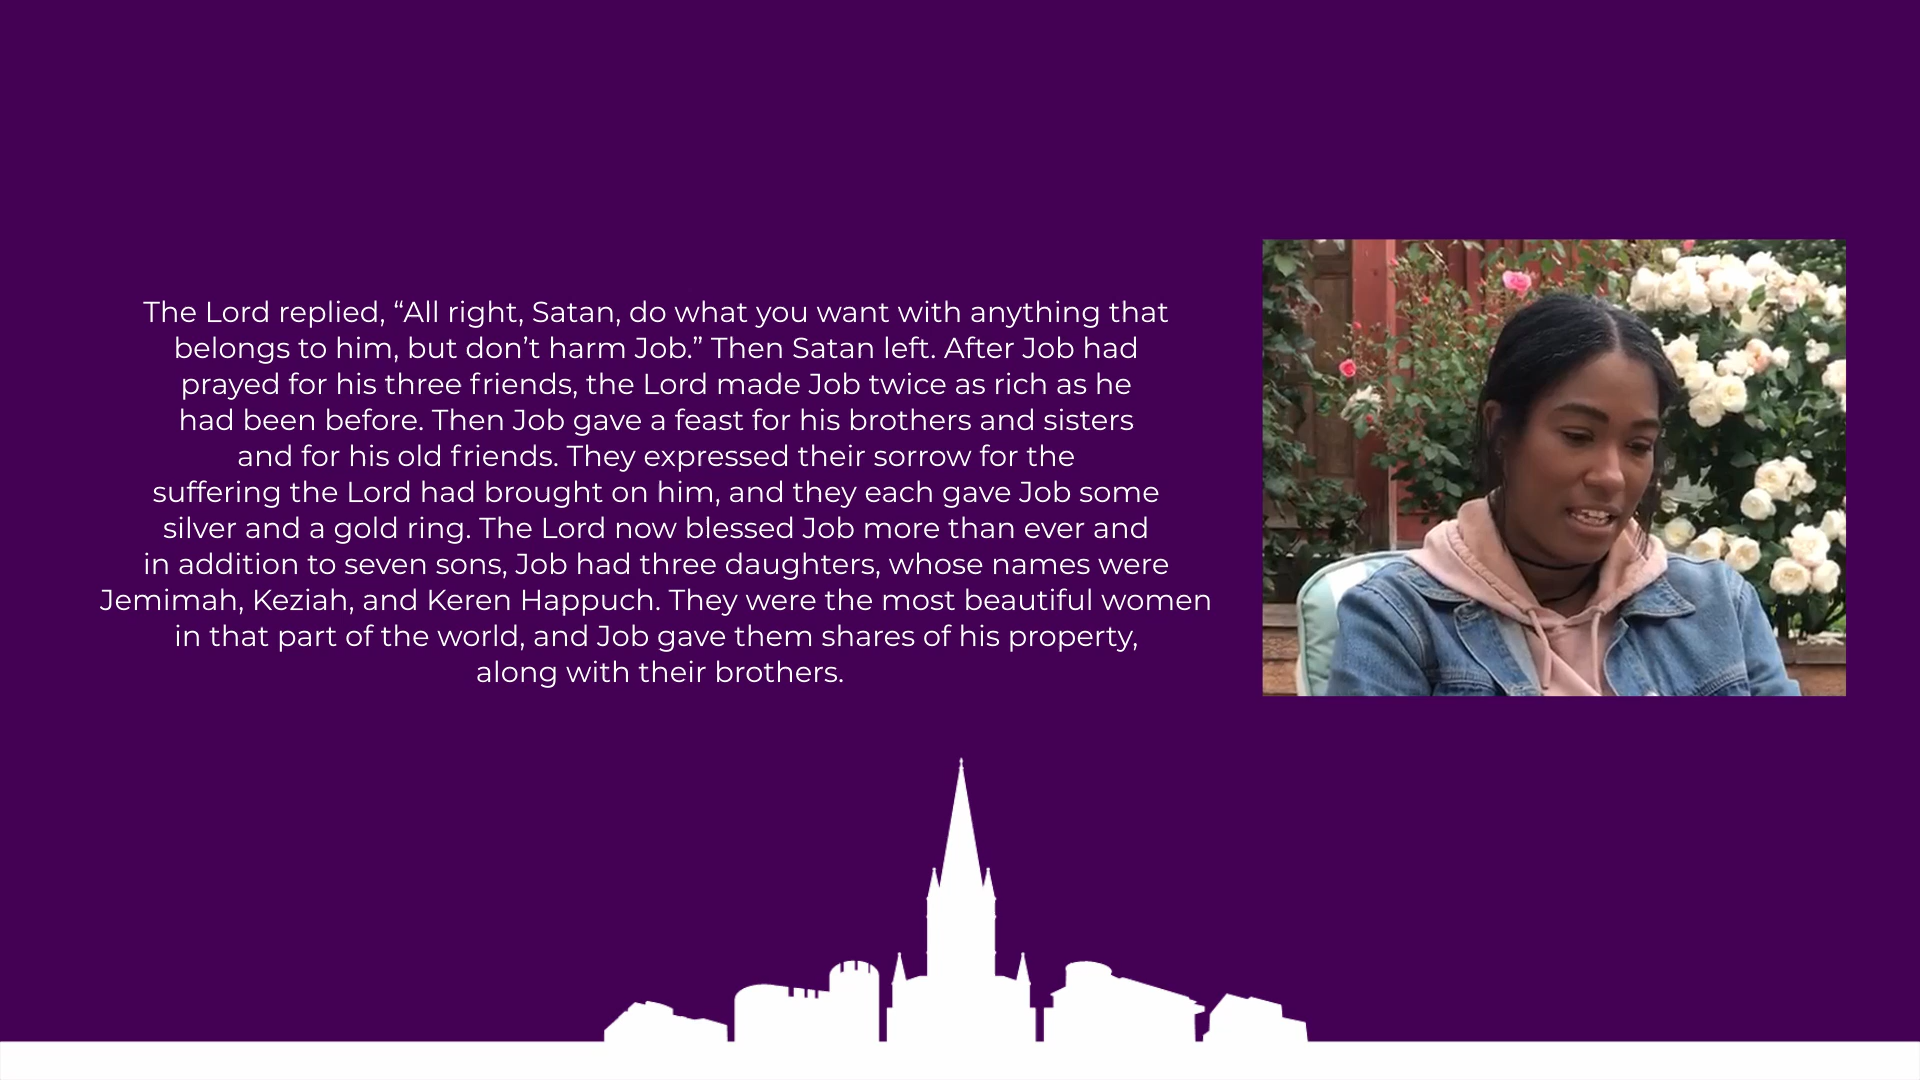 The Lord replied, “All right, Satan, do what you want with anything that
belongs to him, but don’t harm Job.” Then Satan left. After Job had
prayed for his three friends, the Lord made Job twice as rich as he
had been before. Then Job gave a feast for his brothers and sisters
and for his old friends. They expressed their sorrow for the
suffering the Lord had brought on him, and they each gave Job some
silver and a gold ring. The Lord now blessed Job more than ever and
in addition to seven sons, Job had three daughters, whose names were
Jemimah, Keziah, and Keren Happuch. They were the most beautiful women
in that part of the world, and Job gave them shares of his property,
along with their brothers.